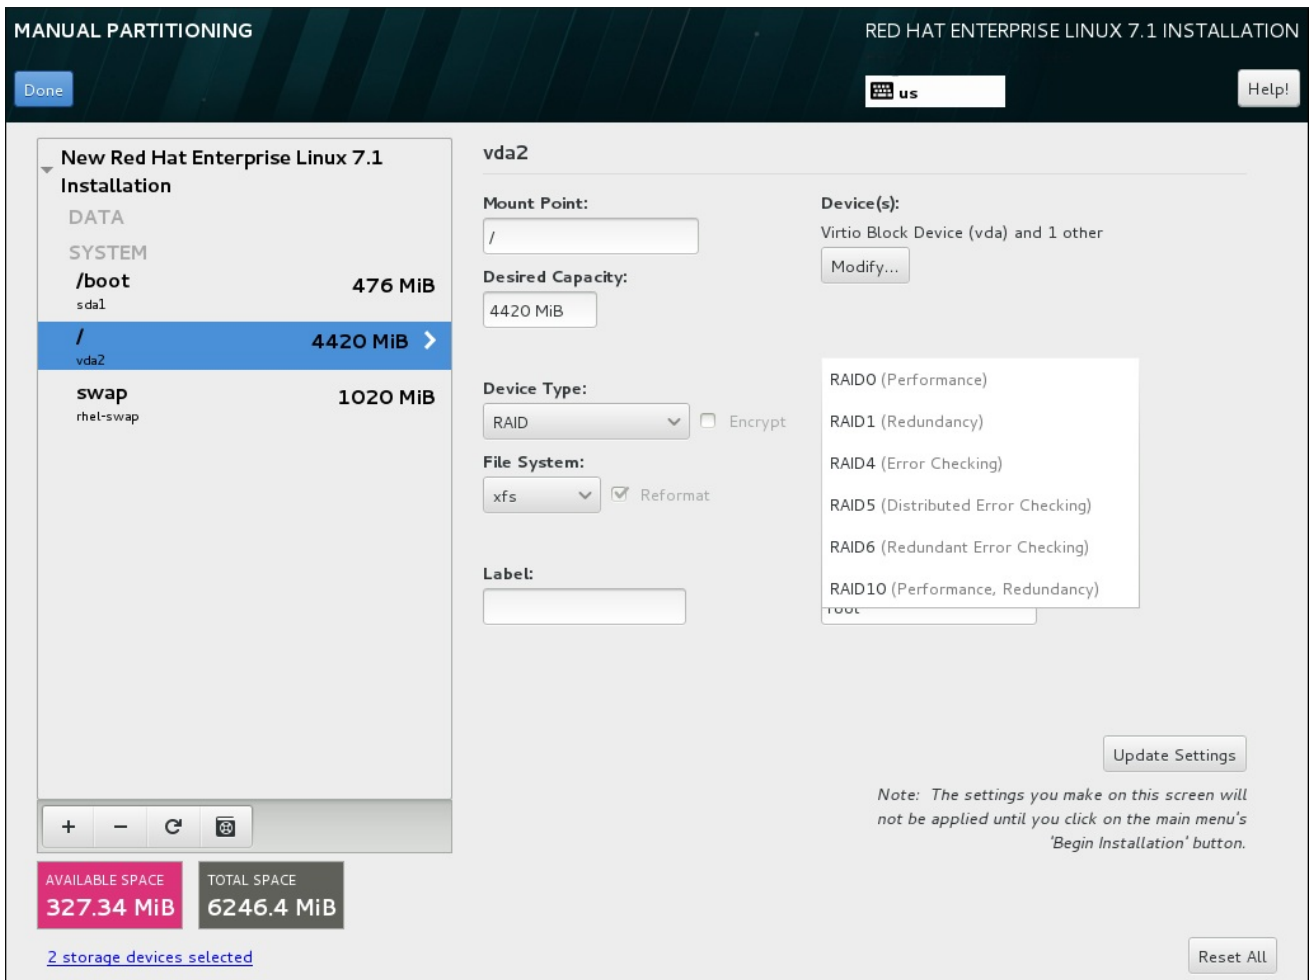 MANUAL PARTITIONING
RED HAT ENTERPRISE LINUX 7.1 INSTALLATION
Done
us
Help!
New Red Hat Enterprise Linux 7.1
Installation
DATA
SYSTEM
/boot 476 MiB
sda1
/ 4420 MiB
vda2
swap 1020 MiB
rhel-swap
vda2
Mount Point:
/
Desired Capacity:
4420 MiB
Device(s):
Virtio Block Device (vda) and 1 other
Modify...
Device Type:
RAID Encrypt
File System:
xfs Reformat
Label:
RAID0 (Performance)
RAID1 (Redundancy)
RAID4 (Error Checking)
RAID5 (Distributed Error Checking)
RAID6 (Redundant Error Checking)
RAID10 (Performance, Redundancy)
root
Update Settings
Note: The settings you make on this screen will
not be applied until you click on the main menu's
'Begin Installation' button.
+ −
AVAILABLE SPACE
327.34 MiB
TOTAL SPACE
6246.4 MiB
2 storage devices selected
Reset All